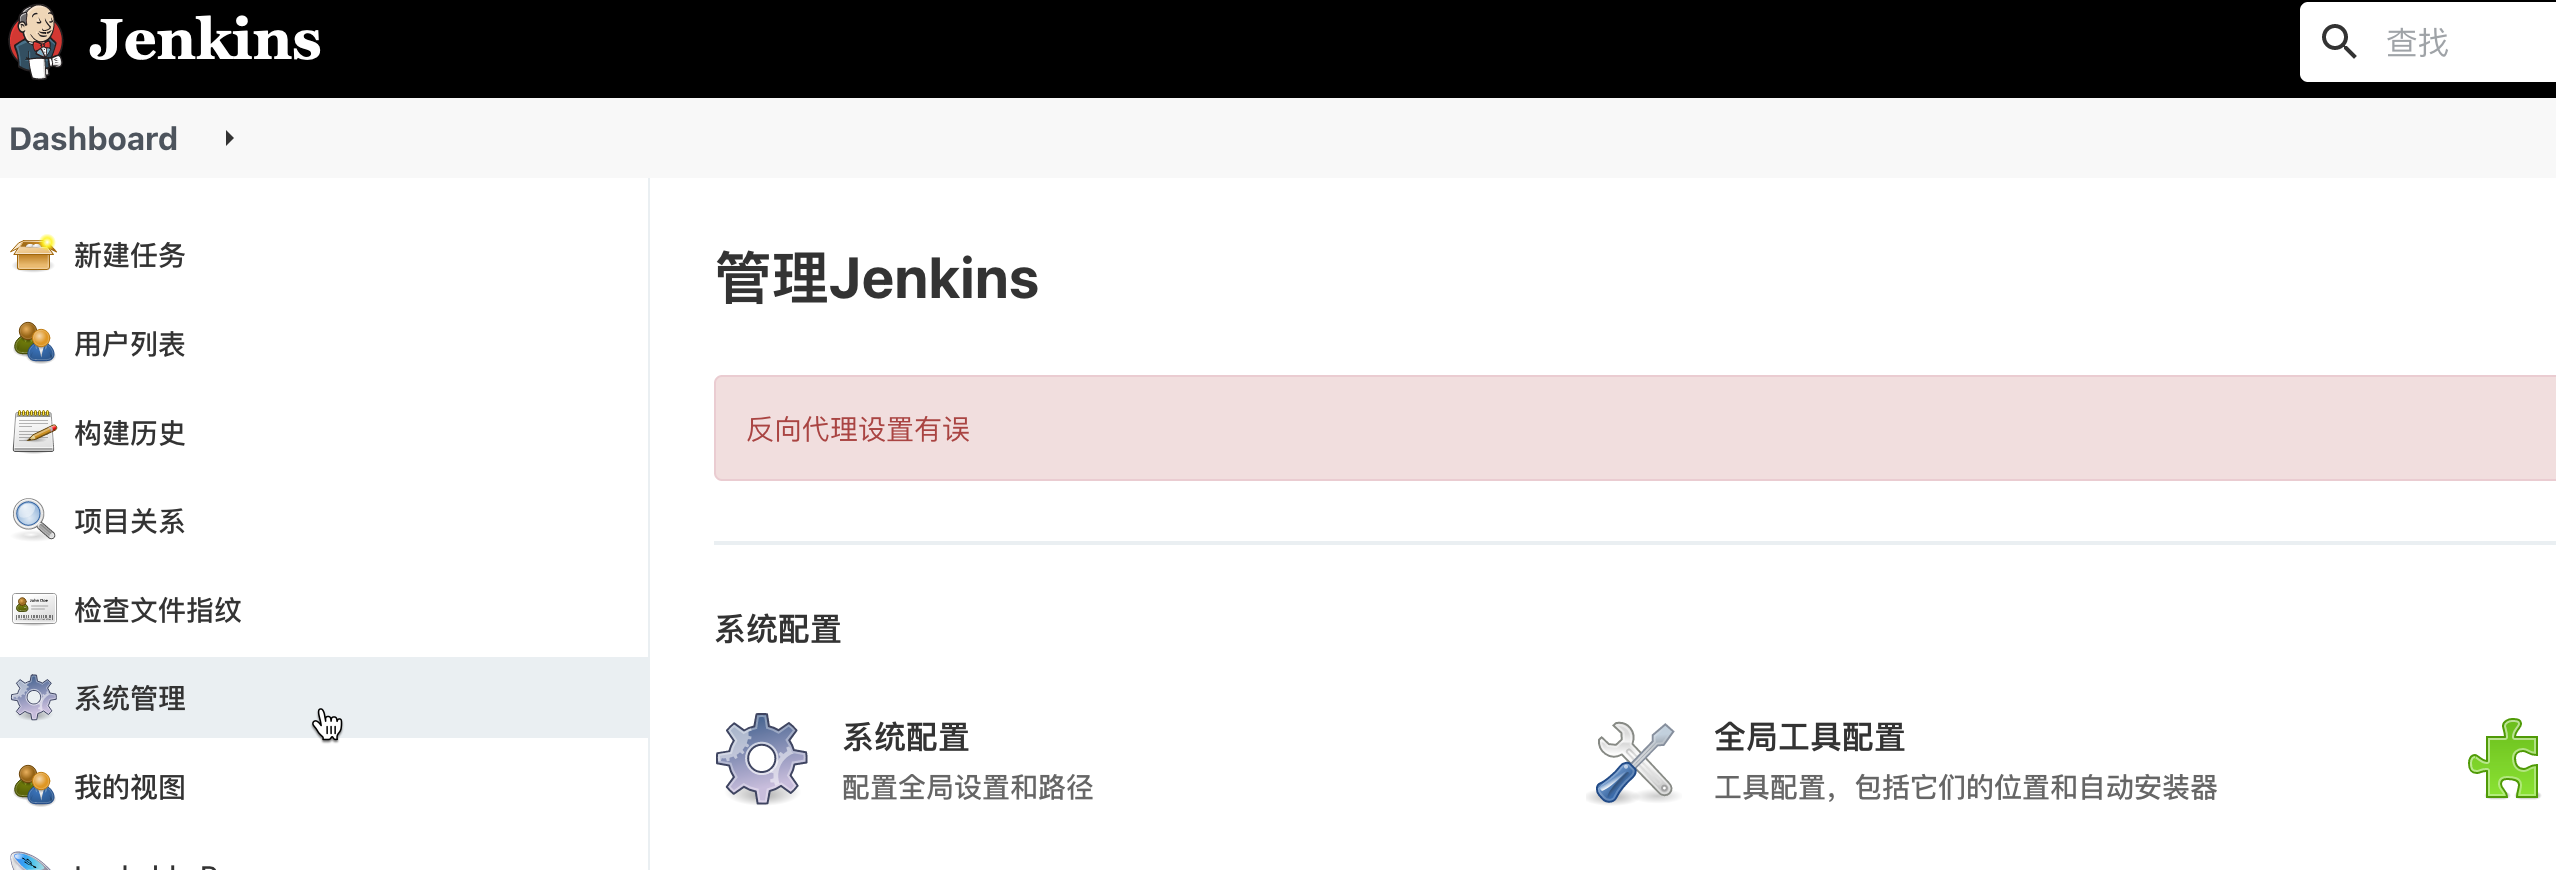 Jenkins
查找
Dashboard
新建任务
用户列表
构建历史
项目关系
检查文件指纹
系统管理
我的视图
管理Jenkins
反向代理设置有误
系统配置
系统配置
配置全局设置和路径
全局工具配置
工具配置，包括它们的位置和自动安装器